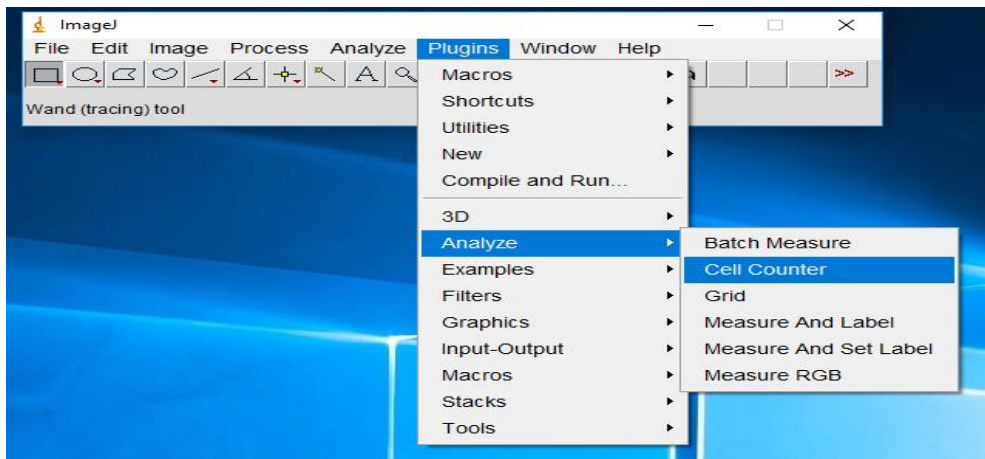 ImageJ
File Edit Image Process Analyze Plugins Window Help
A
>>
Wand (tracing) tool
Macros
Shortcuts
Utilities
New
Compile and Run...
3D
Analyze
Examples
Filters
Graphics
Input-Output
Macros
Stacks
Tools
Batch Measure
Cell Counter
Grid
Measure And Label
Measure And Set Label
Measure RGB